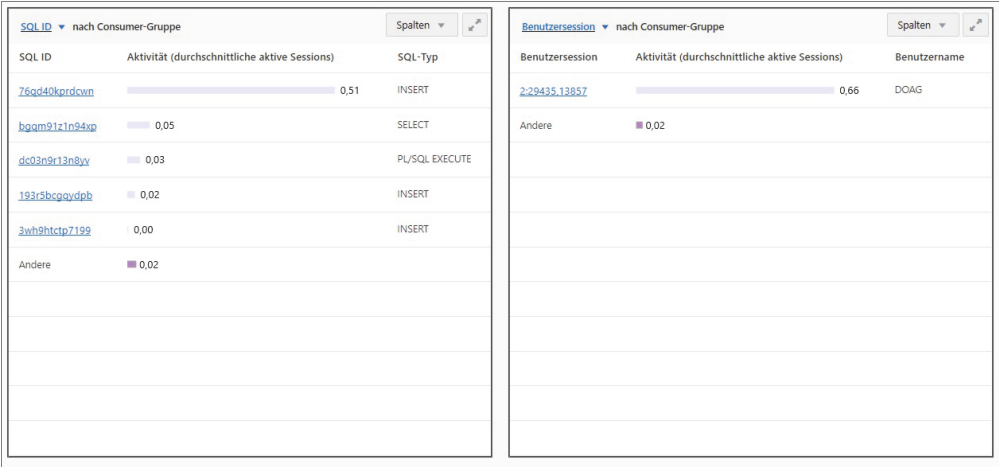 SQL ID nach Consumer-Gruppe Spalten
SQL ID Aktivität (durchschnittliche aktive Sessions) SQL-Typ
76qd40kprdcwn 0,51 INSERT
bgqm91z1n94xp 0,05 SELECT
dc03n9r13n8yv 0,03 PL/SQL EXECUTE
193r5bcgqydpb 0,02 INSERT
3wh9htctp7199 0,00 INSERT
Andere 0,02
Benutzersession nach Consumer-Gruppe Spalten
Benutzersession Aktivität (durchschnittliche aktive Sessions) Benutzername
2:29435,13857 0,66 DOAG
Andere 0,02